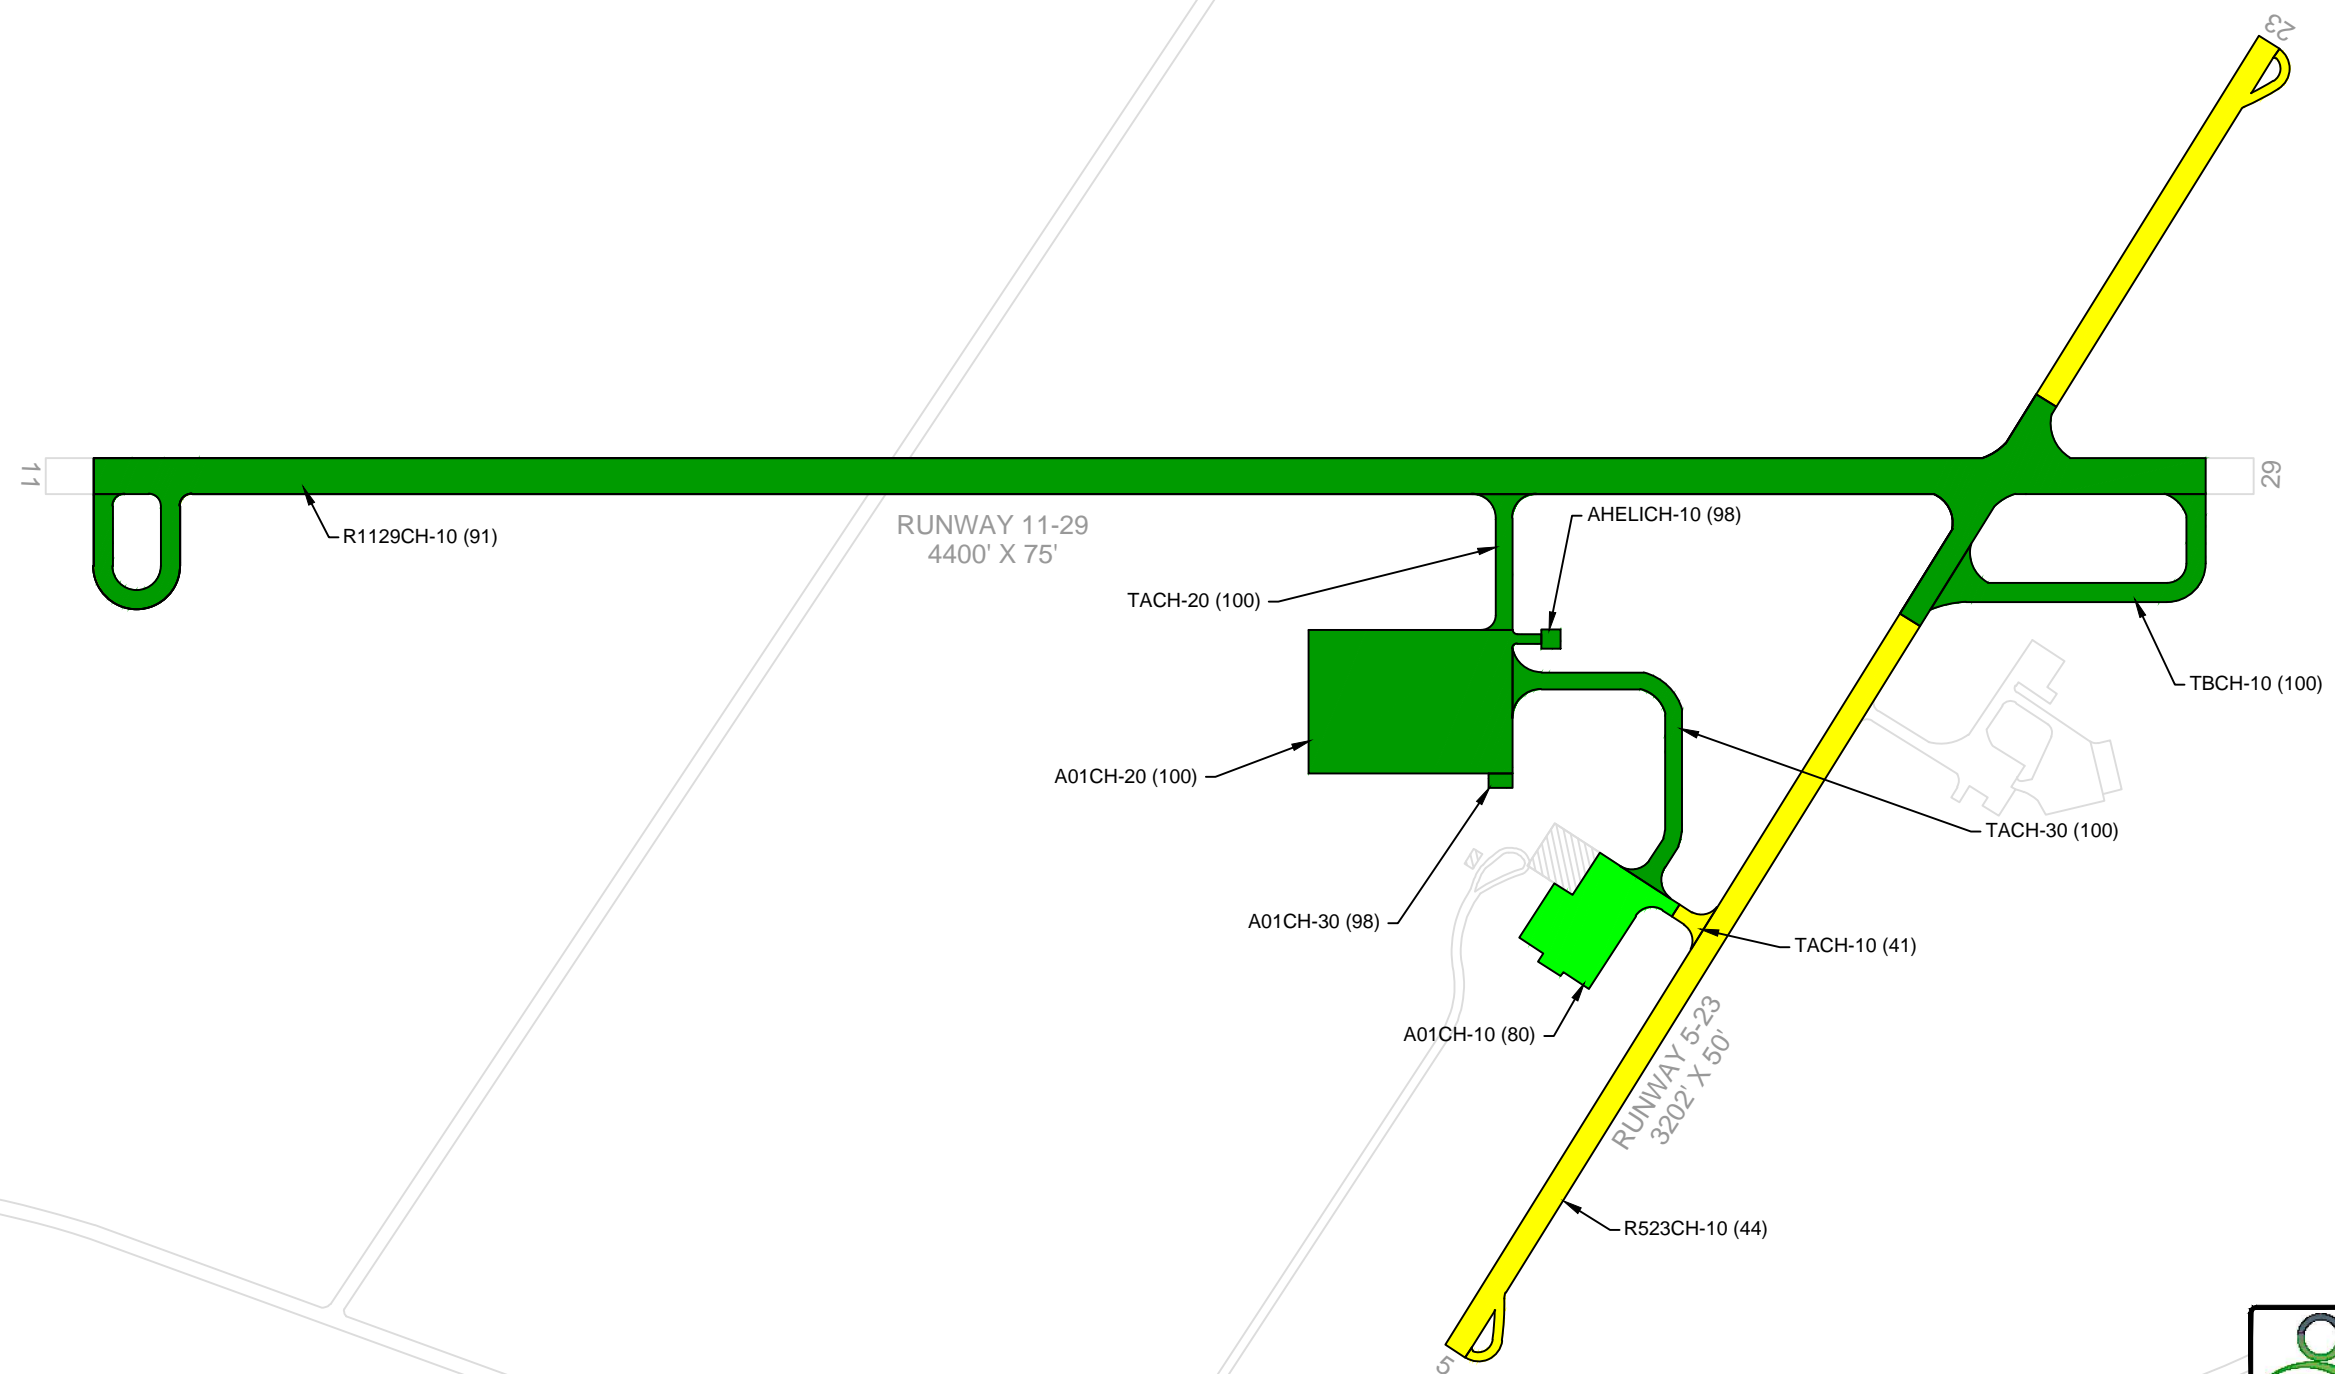 23
11
29
R1129CH-10 (91)
RUNWAY 11-29
4400' X 75'
AHELICH-10 (98)
TACH-20 (100)
TBCH-10 (100)
A01CH-20 (100)
TACH-30 (100)
A01CH-30 (98)
TACH-10 (41)
A01CH-10 (80)
RUNWAY 5-23
3202' X 50'
R523CH-10 (44)
5